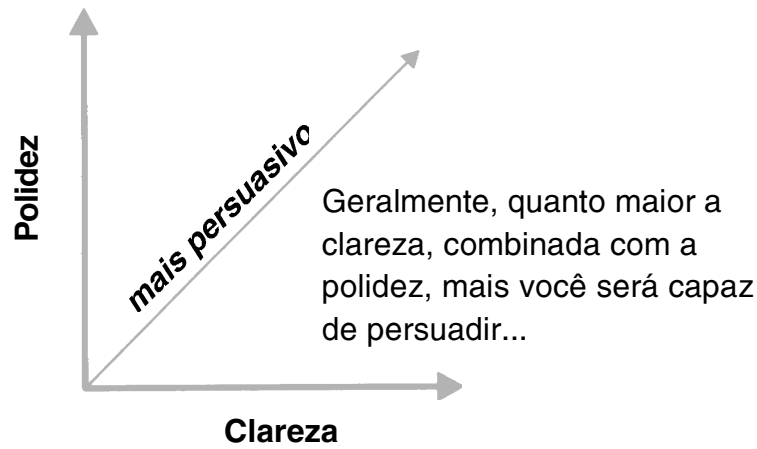 Polidez
mais persuasivo
Geralmente, quanto maior a
clareza, combinada com a
polidez, mais você será capaz
de persuadir...
Clareza